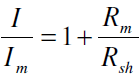 I/I_m = 1 + R_m/R_sh